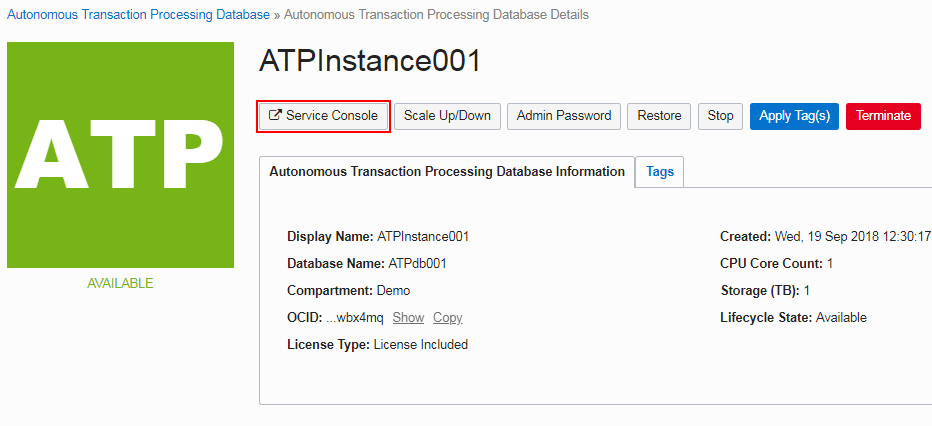 Autonomous Transaction Processing Database » Autonomous Transaction Processing Database Details
ATP
AVAILABLE
ATPInstance001
Service Console Scale Up/Down Admin Password Restore Stop Apply Tag(s) Terminate
Autonomous Transaction Processing Database Information Tags
Display Name: ATPInstance001 Created: Wed, 19 Sep 2018 12:30:17
Database Name: ATPdb001 CPU Core Count: 1
Compartment: Demo Storage (TB): 1
OCID: ...wbx4mq Show Copy Lifecycle State: Available
License Type: License Included